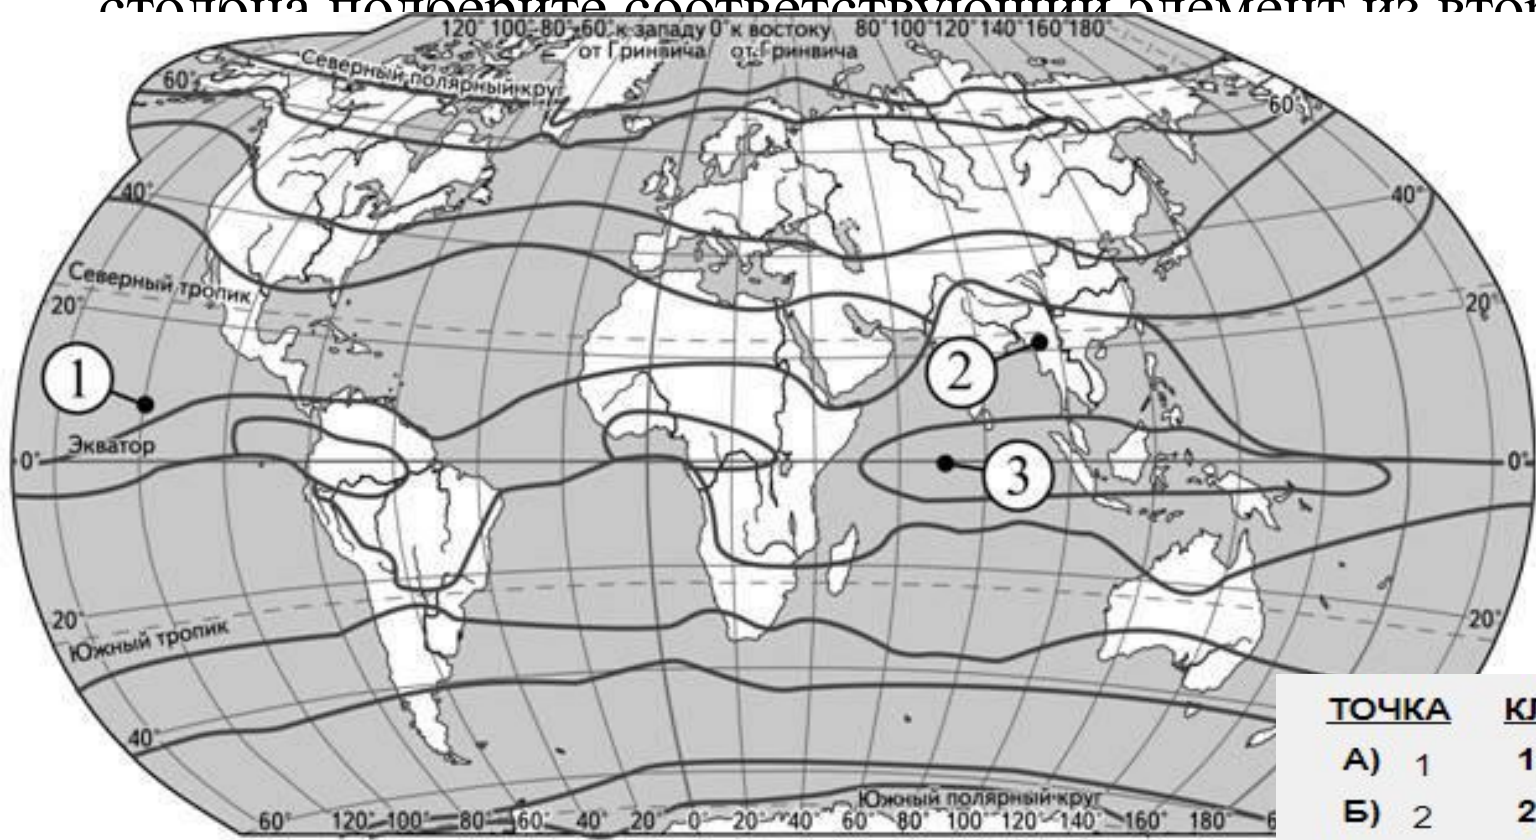 столбца подберите соответствующий элемент из
120° 100° 80° 60° к западу 0° к востоку 80° 100° 120° 140° 160° 180°
от Гринвича от Гринвича
Северный полярный круг
60°
60°
40°
40°
Северный тропик
20°
20°
1
2
Экватор
0°
0°
3
20°
20°
Южный тропик
40°
Южный полярный круг
60° 120° 100° 80° 60° 40° 20° 0° 20° 40° 60° 80° 100° 120° 140° 160° 180°
ТОЧКА
А) 1 1
Б) 2 2